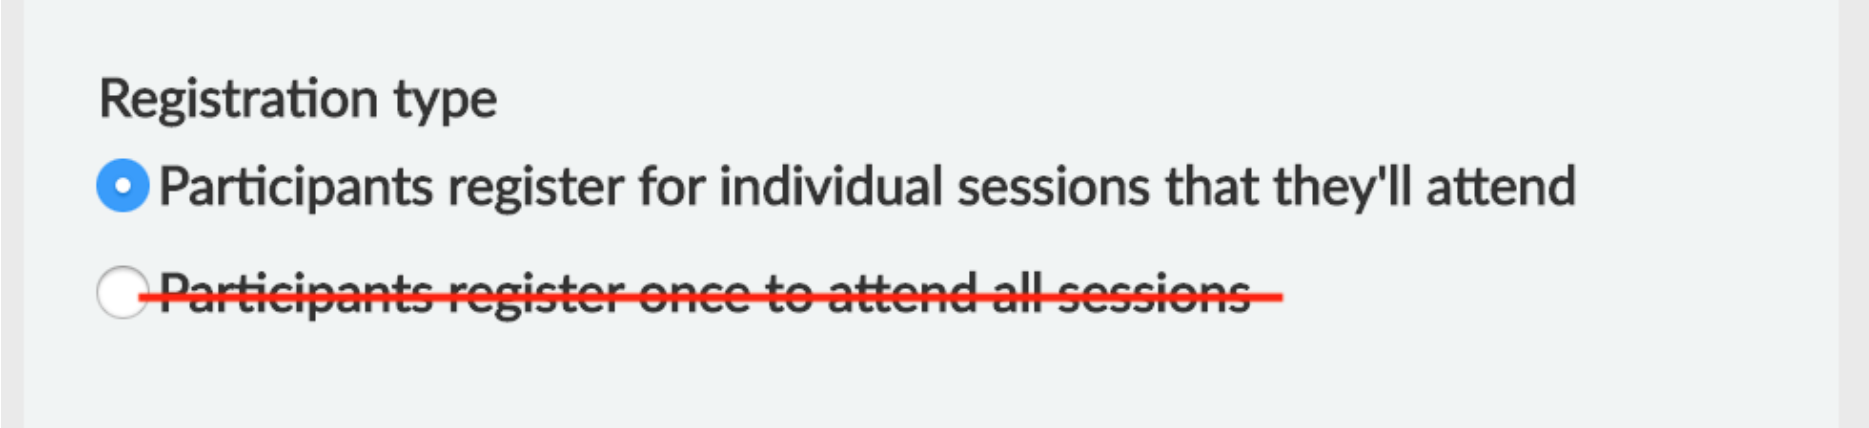 Registration type
Participants register for individual sessions that they'll attend
Participants register once to attend all sessions